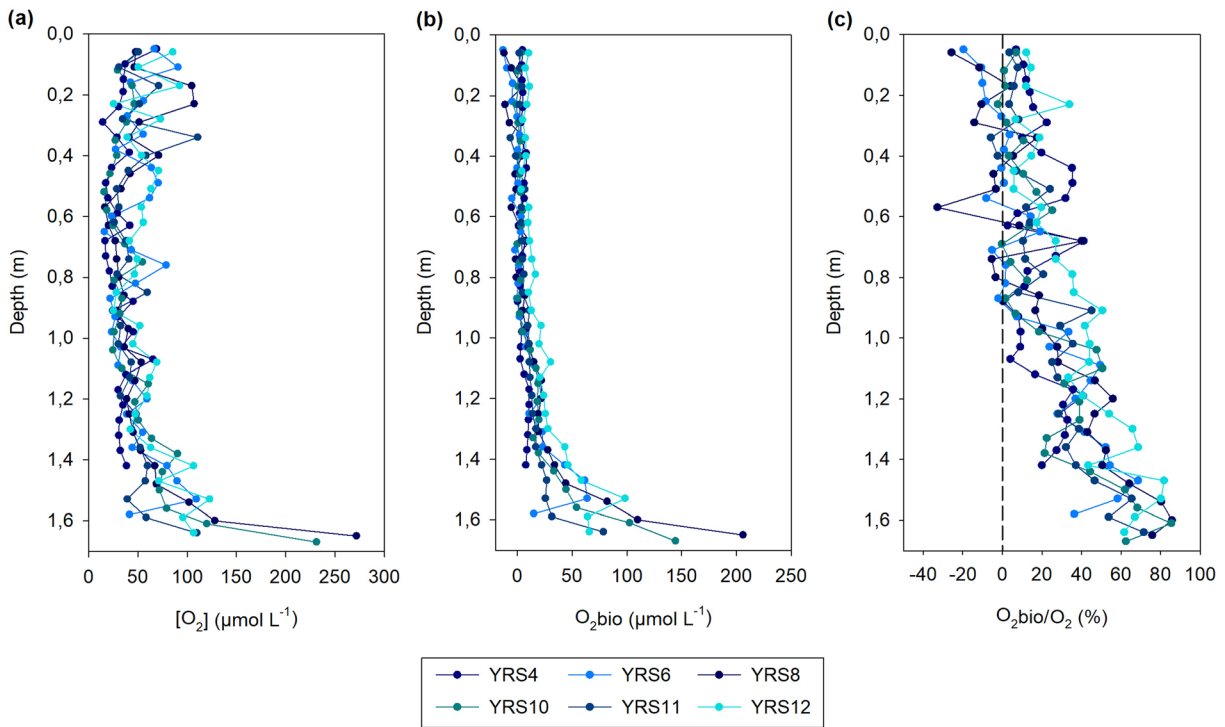 (a)
0,0
0,2
0,4
0,6
0,8
1,0
1,2
1,4
1,6
Depth (m)
0 50 100 150 200 250 300
[O₂] (µmol L⁻¹)
(b)
0,0
0,2
0,4
0,6
0,8
1,0
1,2
1,4
1,6
Depth (m)
0 50 100 150 200 250
O₂bio (µmol L⁻¹)
(c)
0,0
0,2
0,4
0,6
0,8
1,0
1,2
1,4
1,6
Depth (m)
-40 -20 0 20 40 60 80 100
O₂bio/O₂ (%)
YRS4 YRS6 YRS8
YRS10 YRS11 YRS12